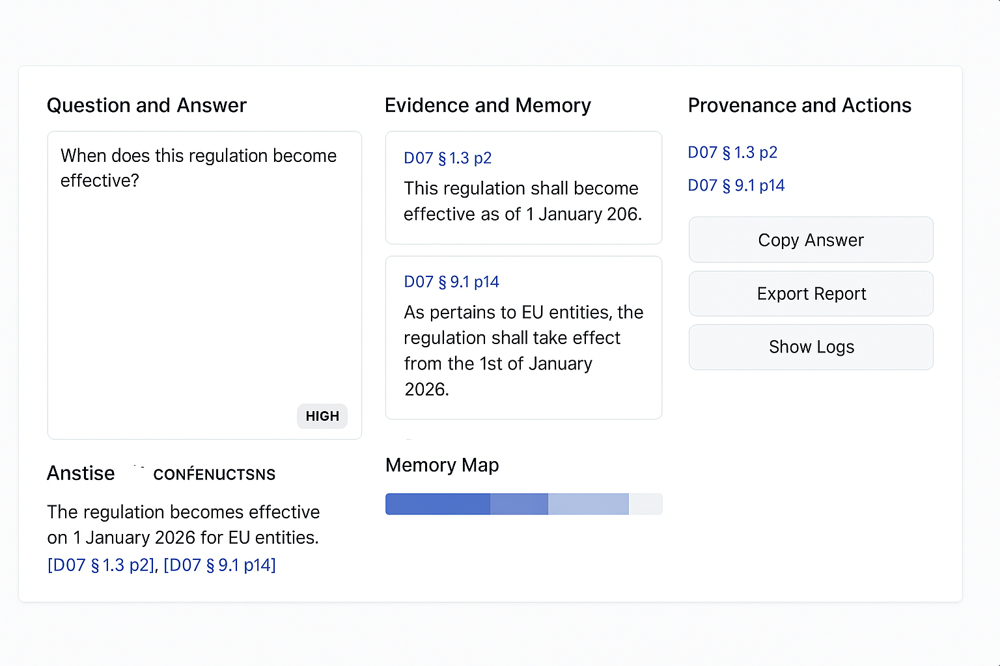 Question and Answer
When does this regulation become
effective?
HIGH
Anstise CONFÉNUCTSNS
The regulation becomes effective
on 1 January 2026 for EU entities.
[D07 § 1.3 p2], [D07 § 9.1 p14]
Evidence and Memory
D07 § 1.3 p2
This regulation shall become
effective as of 1 January 206.
D07 § 9.1 p14
As pertains to EU entities, the
regulation shall take effect
from the 1st of January
2026.
Memory Map
Provenance and Actions
D07 § 1.3 p2
D07 § 9.1 p14
Copy Answer
Export Report
Show Logs